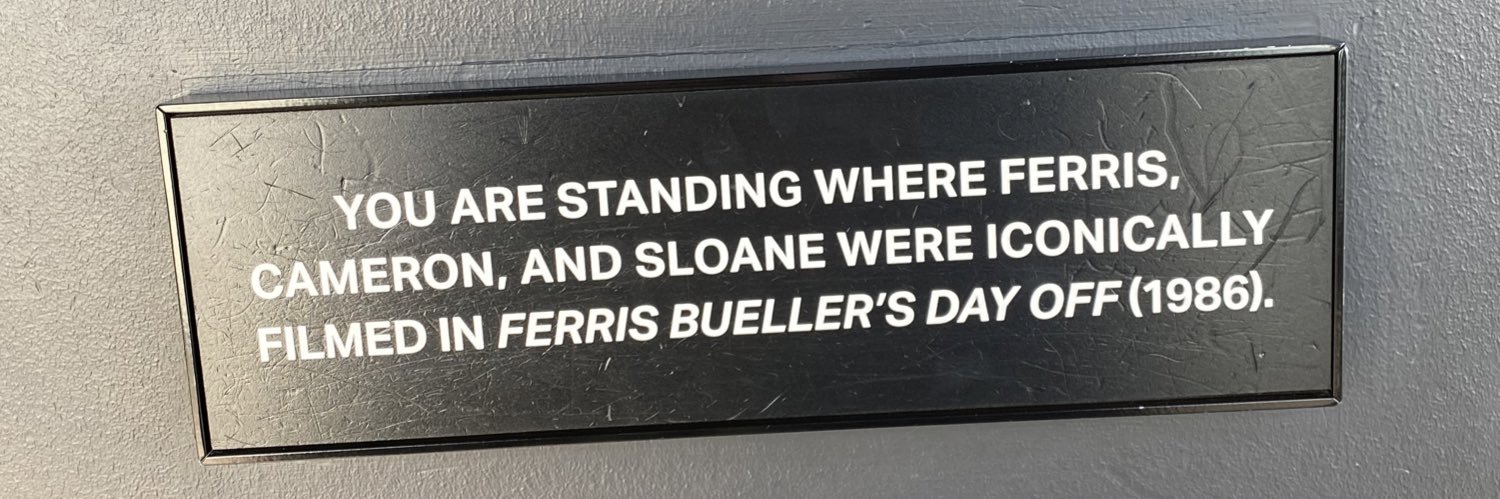 YOU ARE STANDING WHERE FERRIS,
CAMERON, AND SLOANE WERE ICONICALLY
FILMED IN FERRIS BUELLER'S DAY OFF (1986).